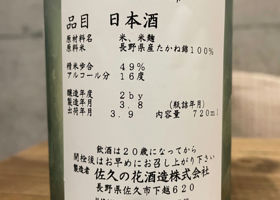 品目 日本酒
原材料名 米、米麹
原料米 長野県産たかね錦100%
精米歩合 49%
アルコール分 16度
醸造年度 2by
製造年月 3.8 (瓶詰年月)
出荷年月 3.9 内容量 720ml
飲酒は20歳になってから
開栓後はお早めにお召し上がり下さい
製造者 佐久の花酒造株式会社
長野県佐久市下越620